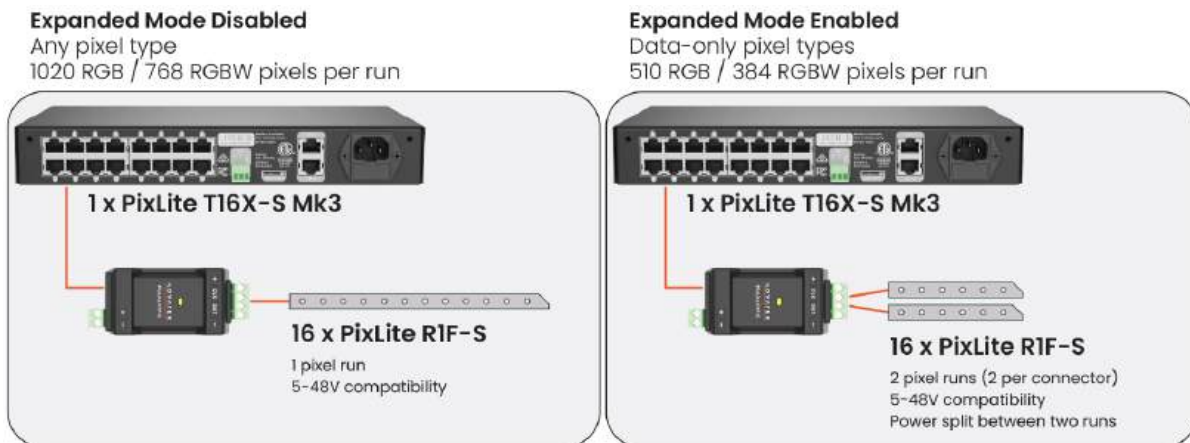 Expanded Mode Disabled
Any pixel type
1020 RGB / 768 RGBW pixels per run
1 x PixLite T16X-S Mk3
16 x PixLite R1F-S
1 pixel run
5-48V compatibility
Expanded Mode Enabled
Data-only pixel types
510 RGB / 384 RGBW pixels per run
1 x PixLite T16X-S Mk3
16 x PixLite R1F-S
2 pixel runs (2 per connector)
5-48V compatibility
Power split between two runs